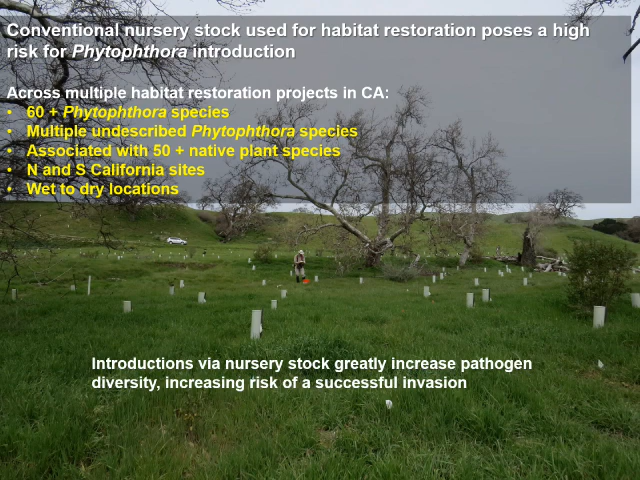 Conventional nursery stock used for habitat restoration poses a high
risk for Phytophthora introduction
Across multiple habitat restoration projects in CA:
• 60 + Phytophthora species
• Multiple undescribed Phytophthora species
• Associated with 50 + native plant species
• N and S California sites
• Wet to dry locations
Introductions via nursery stock greatly increase pathogen
diversity, increasing risk of a successful invasion